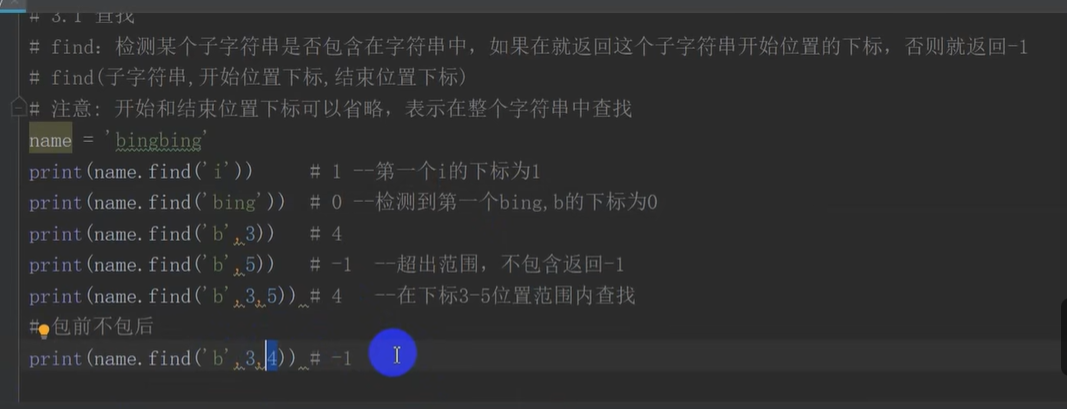 # 3.1 查找
# find：检测某个子字符串是否包含在字符串中，如果在就返回这个子字符串开始位置的下标，否则就返回-1
# find(子字符串,开始位置下标,结束位置下标)
# 注意：开始和结束位置下标可以省略，表示在整个字符串中查找
name = 'bingbing'
print(name.find('i'))     # 1 --第一个i的下标为1
print(name.find('bing'))  # 0 --检测到第一个bing,b的下标为0
print(name.find('b',3))   # 4
print(name.find('b',5))   # -1  --超出范围，不包含返回-1
print(name.find('b',3,5)) # 4   --在下标3-5位置范围内查找
# 包前不包后
print(name.find('b',3,4)) # -1